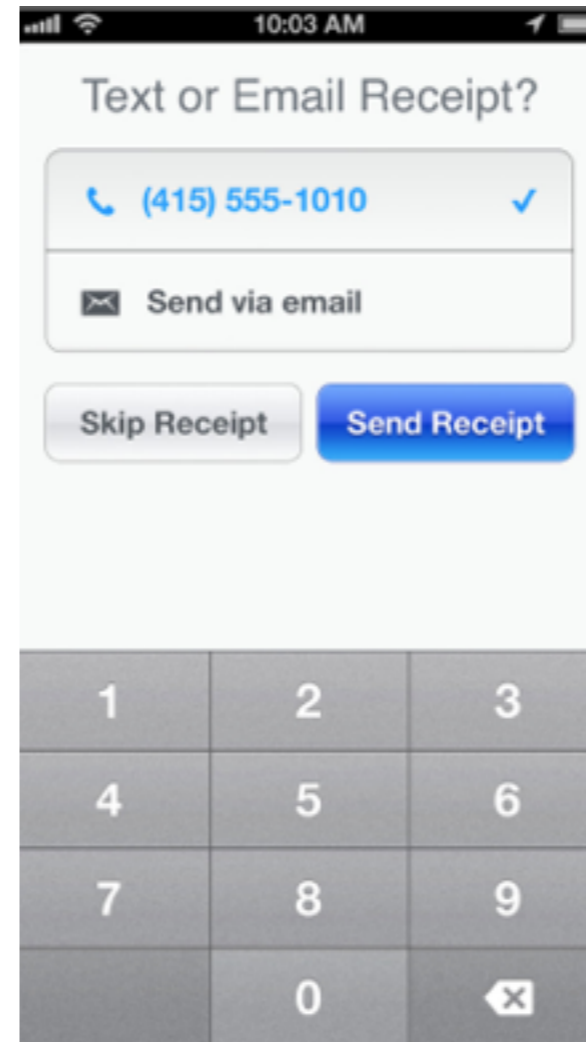 10:03 AM
Text or Email Receipt?
(415) 555-1010
Send via email
Skip Receipt Send Receipt
1 2 3
4 5 6
7 8 9
0